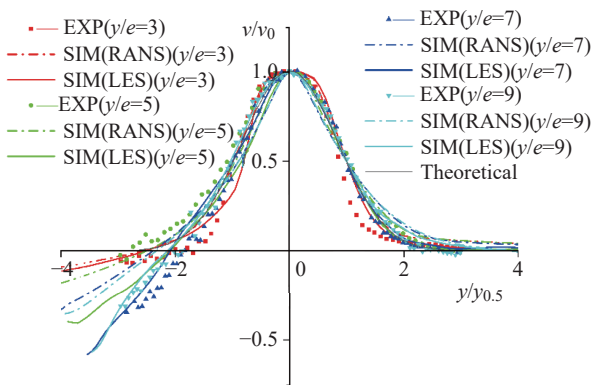 EXP(y/e=3)
SIM(RANS)(y/e=3)
SIM(LES)(y/e=3)
EXP(y/e=5)
SIM(RANS)(y/e=5)
SIM(LES)(y/e=5)
v/v0
EXP(y/e=7)
SIM(RANS)(y/e=7)
SIM(LES)(y/e=7)
EXP(y/e=9)
SIM(RANS)(y/e=9)
SIM(LES)(y/e=9)
Theoretical
1.0
0.5
−4
−2
0
2
4
y/y0.5
−0.5